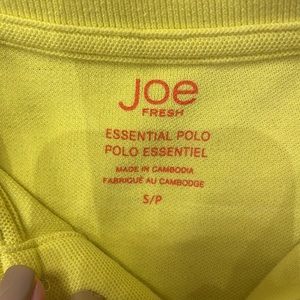 Joe
FRESH
ESSENTIAL POLO
POLO ESSENTIEL
MADE IN CAMBODIA
FABRIQUÉ AU CAMBODGE
S/P